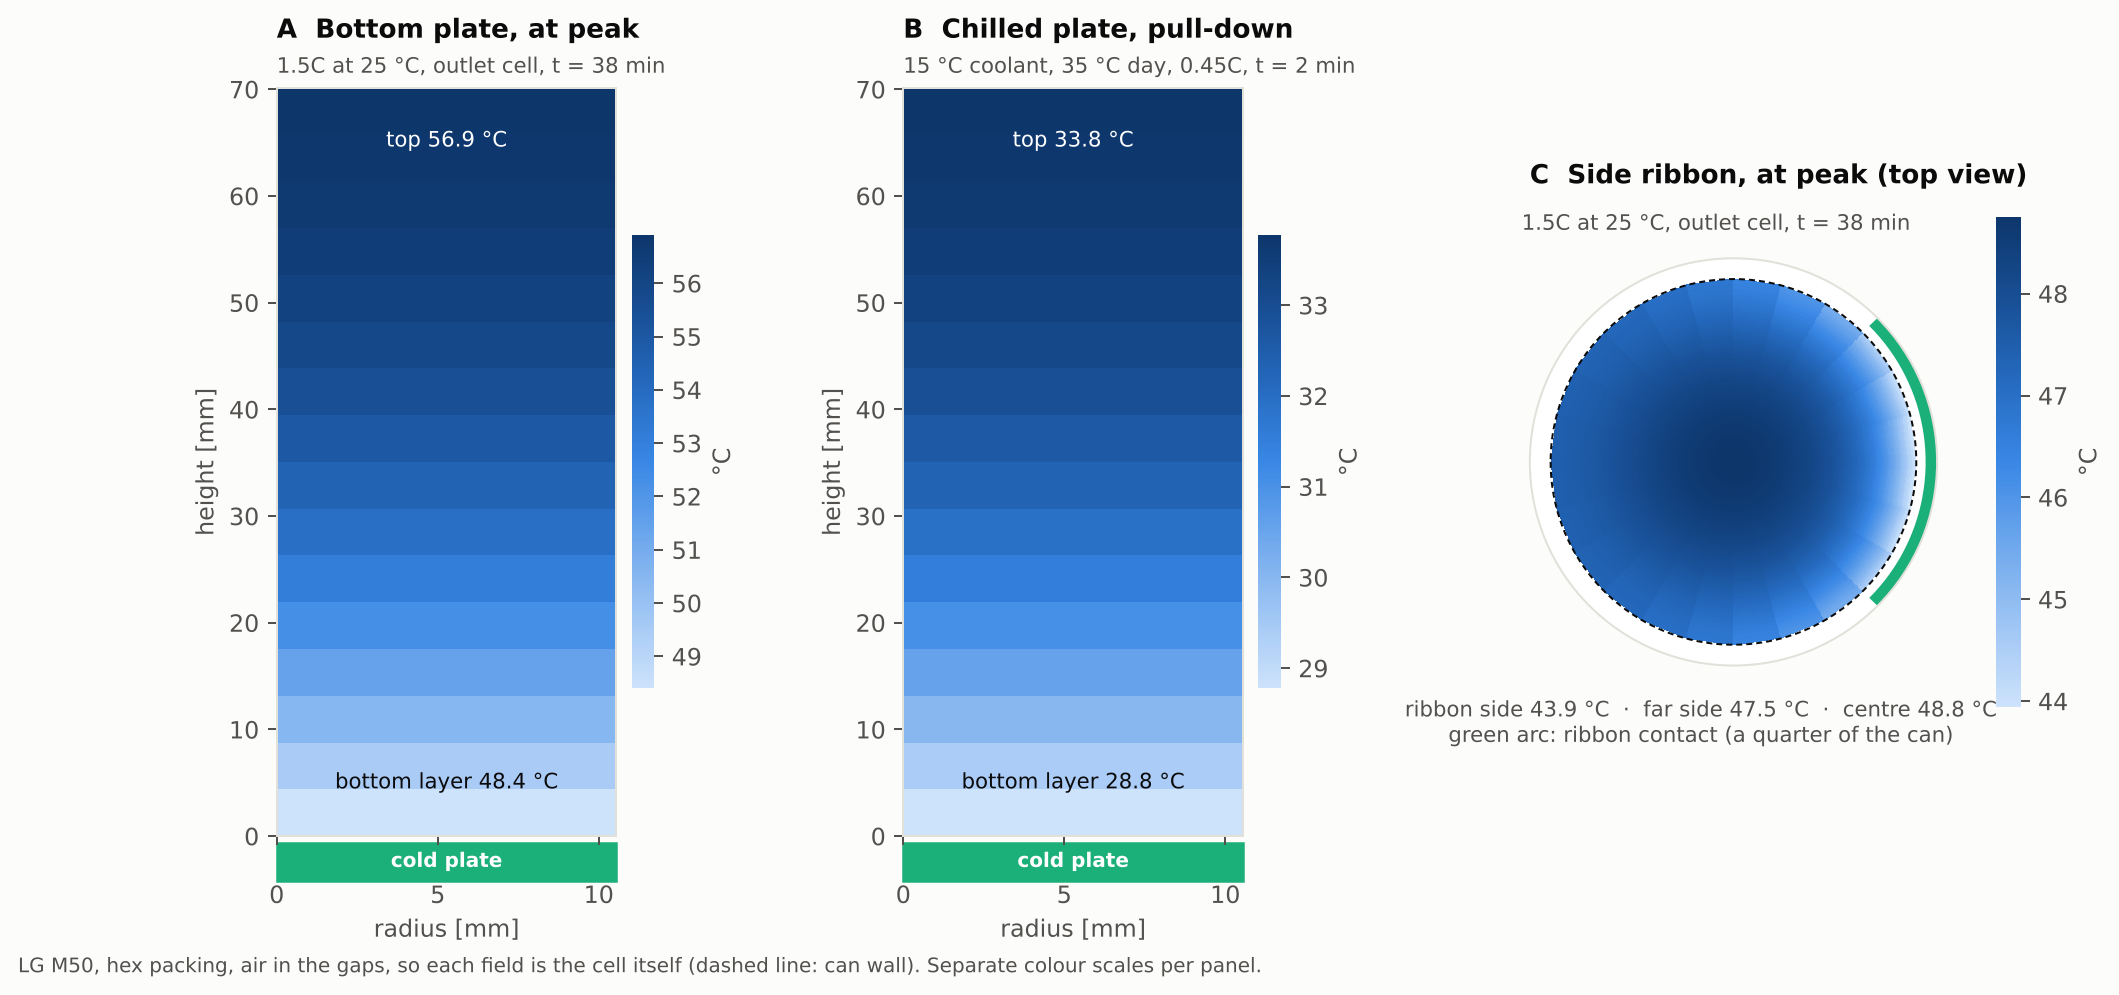 A  Bottom plate, at peak
1.5C at 25 °C, outlet cell, t = 38 min
70
60
50
40
30
20
10
0
height [mm]
top 56.9 °C
bottom layer 48.4 °C
cold plate
0 5 10
radius [mm]
56
55
54
53
52
51
50
49
°C
B  Chilled plate, pull-down
15 °C coolant, 35 °C day, 0.45C, t = 2 min
70
60
50
40
30
20
10
0
height [mm]
top 33.8 °C
bottom layer 28.8 °C
cold plate
0 5 10
radius [mm]
33
32
31
30
29
°C
C  Side ribbon, at peak (top view)
1.5C at 25 °C, outlet cell, t = 38 min
48
47
46
45
44
°C
ribbon side 43.9 °C · far side 47.5 °C · centre 48.8 °C
green arc: ribbon contact (a quarter of the can)
LG M50, hex packing, air in the gaps, so each field is the cell itself (dashed line: can wall). Separate colour scales per panel.